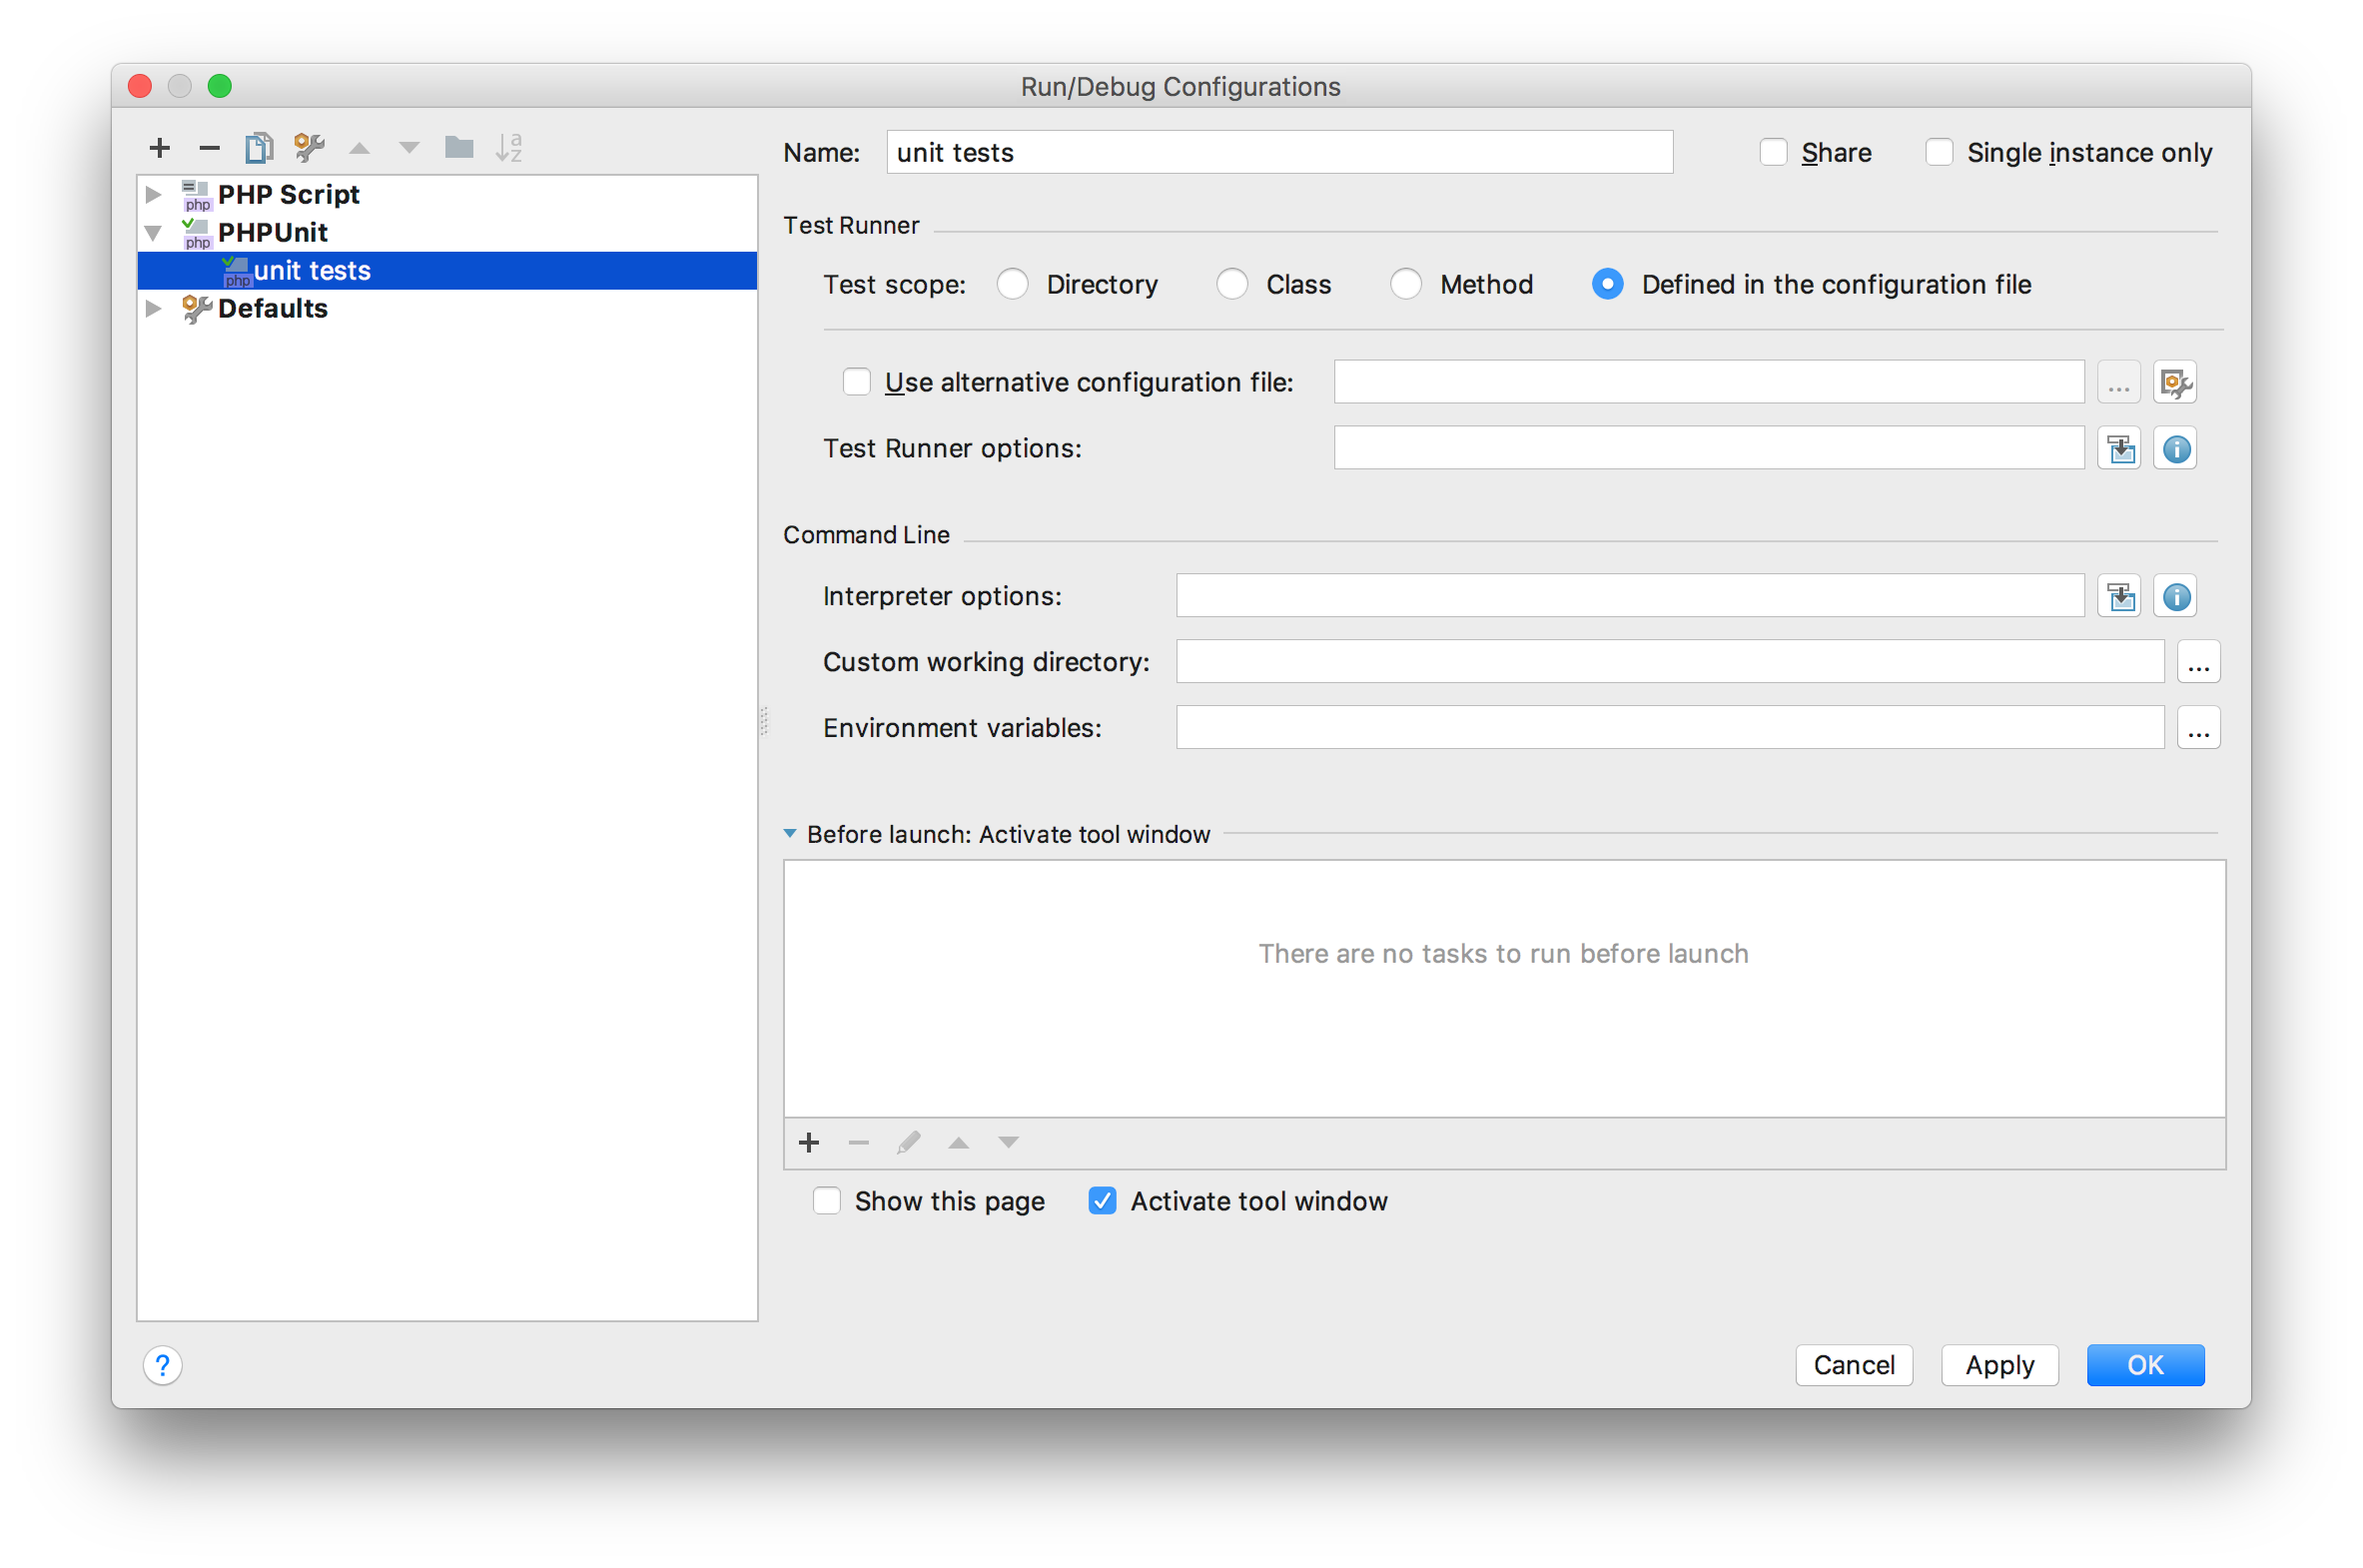 Run/Debug Configurations
a
z
php PHP Script
php PHPUnit
php unit tests
Defaults
Name: unit tests Share Single instance only
Test Runner
Test scope: Directory Class Method Defined in the configuration file
Use alternative configuration file: ...
Test Runner options: i
Command Line
Interpreter options: i
Custom working directory: ...
Environment variables: ...
Before launch: Activate tool window
There are no tasks to run before launch
Show this page Activate tool window
? Cancel Apply OK